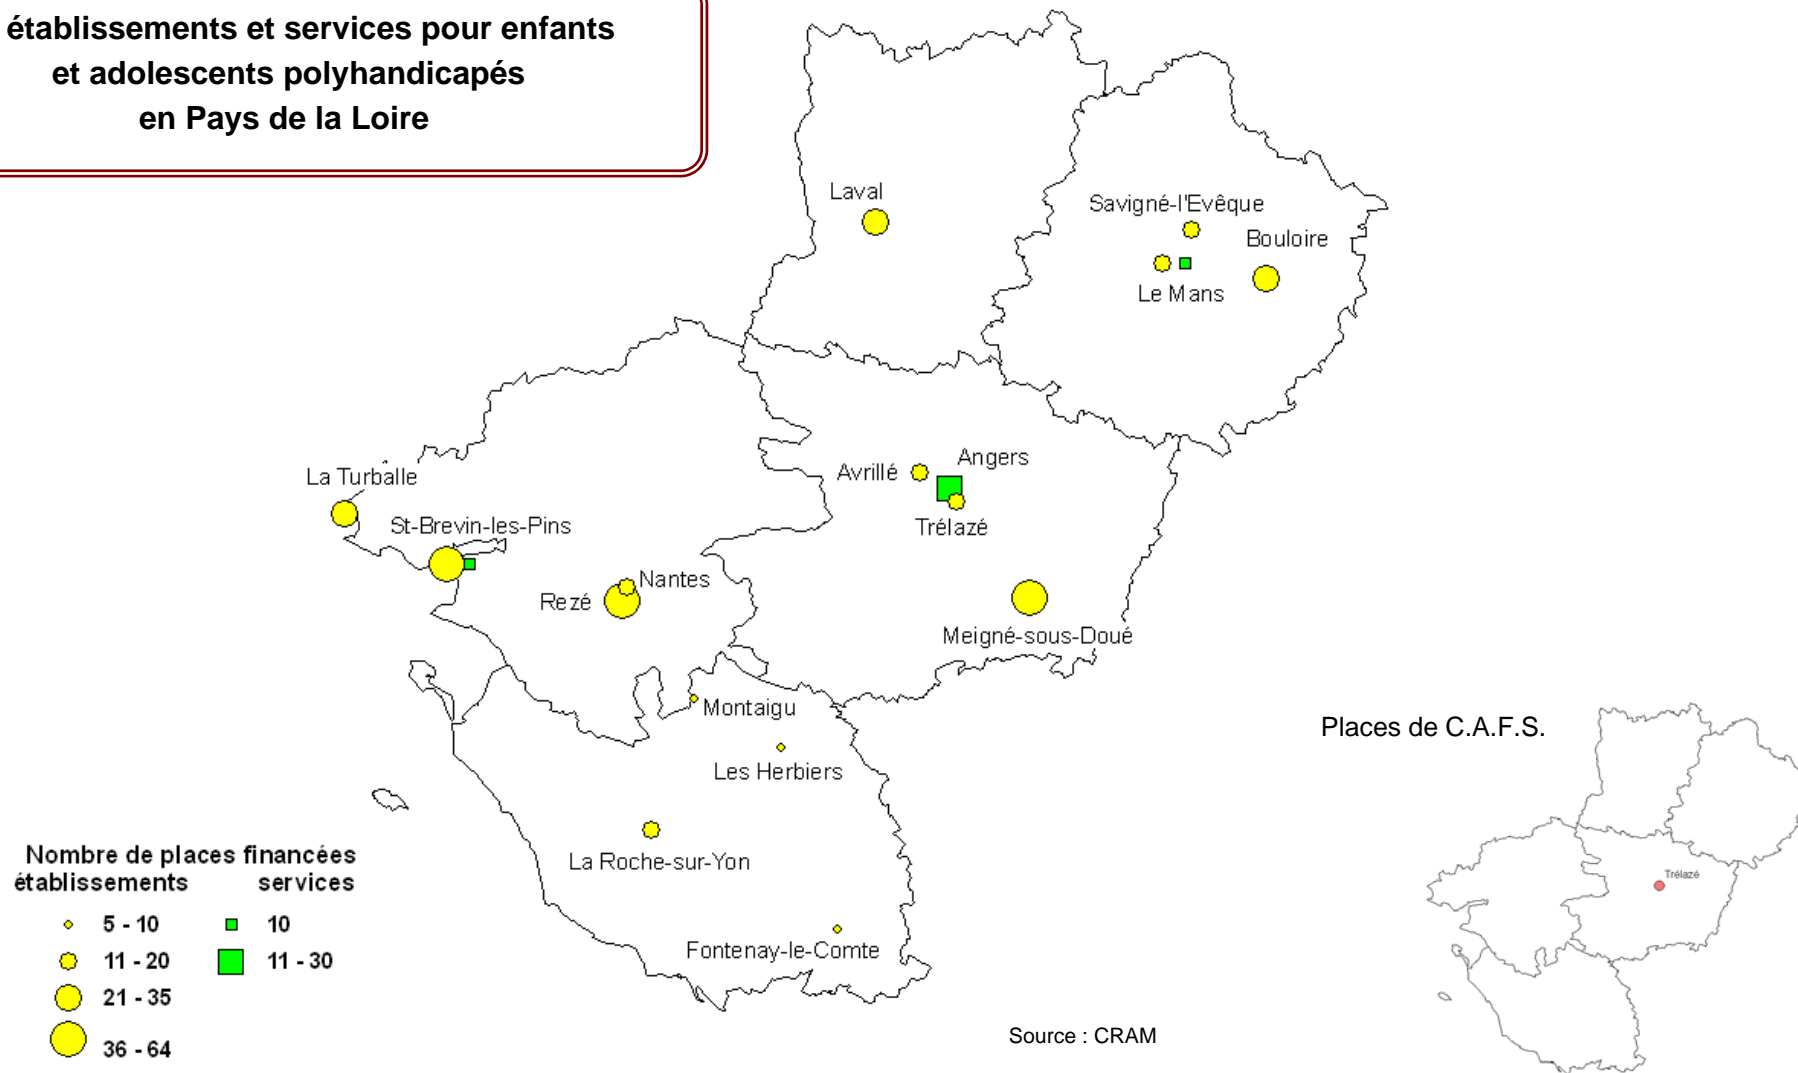 établissements et services pour enfants
et adolescents polyhandicapés
en Pays de la Loire
Laval
Savigné-l'Evêque
Bouloire
Le Mans
La Turballe
St-Brevin-les-Pins
Avrillé
Angers
Trélazé
Nantes
Rezé
Meigné-sous-Doué
Montaigu
Les Herbiers
La Roche-sur-Yon
Fontenay-le-Comte
Places de C.A.F.S.
Trélazé
Nombre de places financées
établissements services
5 - 10 10
11 - 20 11 - 30
21 - 35
36 - 64
Source : CRAM